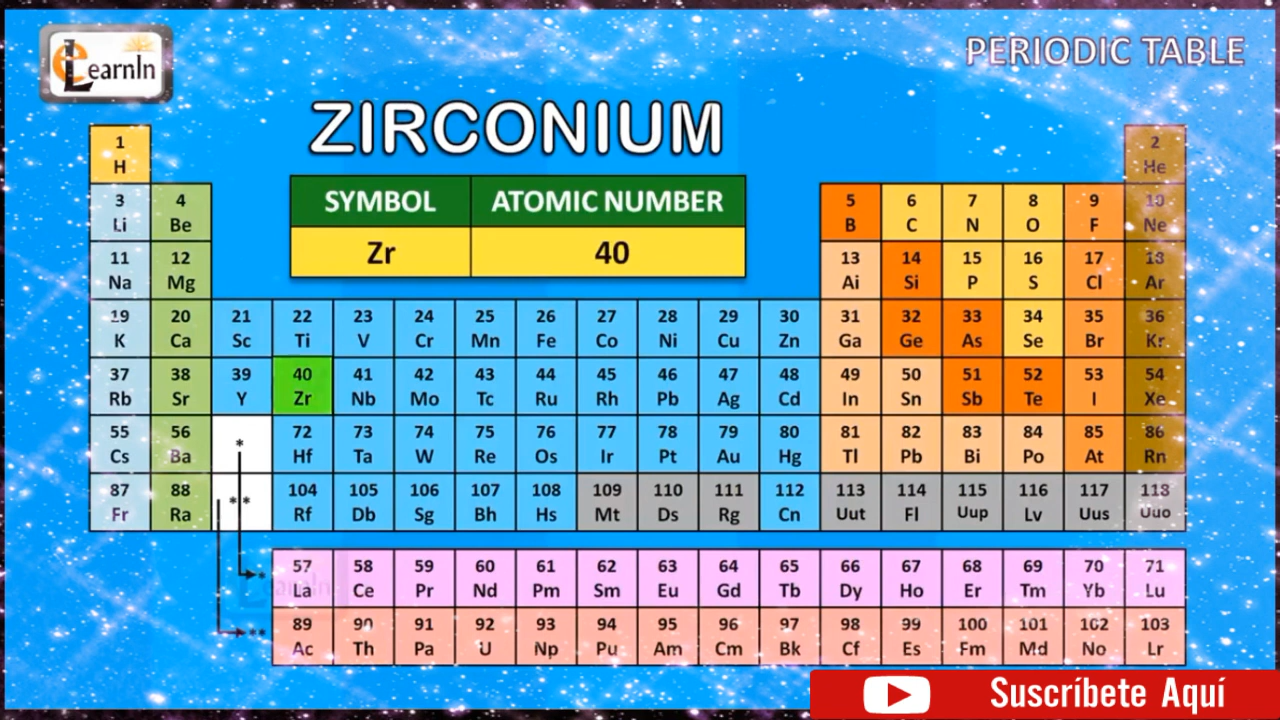 eLearnIn
PERIODIC TABLE
ZIRCONIUM
SYMBOL ATOMIC NUMBER
Zr 40
1 2
H He
3 4 5 6 7 8 9 10
Li Be B C N O F Ne
11 12 13 14 15 16 17 18
Na Mg Ai Si P S Cl Ar
19 20 21 22 23 24 25 26 27 28 29 30 31 32 33 34 35 36
K Ca Sc Ti V Cr Mn Fe Co Ni Cu Zn Ga Ge As Se Br Kr
37 38 39 40 41 42 43 44 45 46 47 48 49 50 51 52 53 54
Rb Sr Y Zr Nb Mo Tc Ru Rh Pb Ag Cd In Sn Sb Te I Xe
55 56 * 72 73 74 75 76 77 78 79 80 81 82 83 84 85 86
Cs Ba Hf Ta W Re Os Ir Pt Au Hg Tl Pb Bi Po At Rn
87 88 ** 104 105 106 107 108 109 110 111 112 113 114 115 116 117 118
Fr Ra Rf Db Sg Bh Hs Mt Ds Rg Cn Uut Fl Uup Lv Uus Uuo
57 58 59 60 61 62 63 64 65 66 67 68 69 70 71
* La Ce Pr Nd Pm Sm Eu Gd Tb Dy Ho Er Tm Yb Lu
89 90 91 92 93 94 95 96 97 98 99 100 101 102 103
** Ac Th Pa U Np Pu Am Cm Bk Cf Es Fm Md No Lr
Suscríbete Aquí